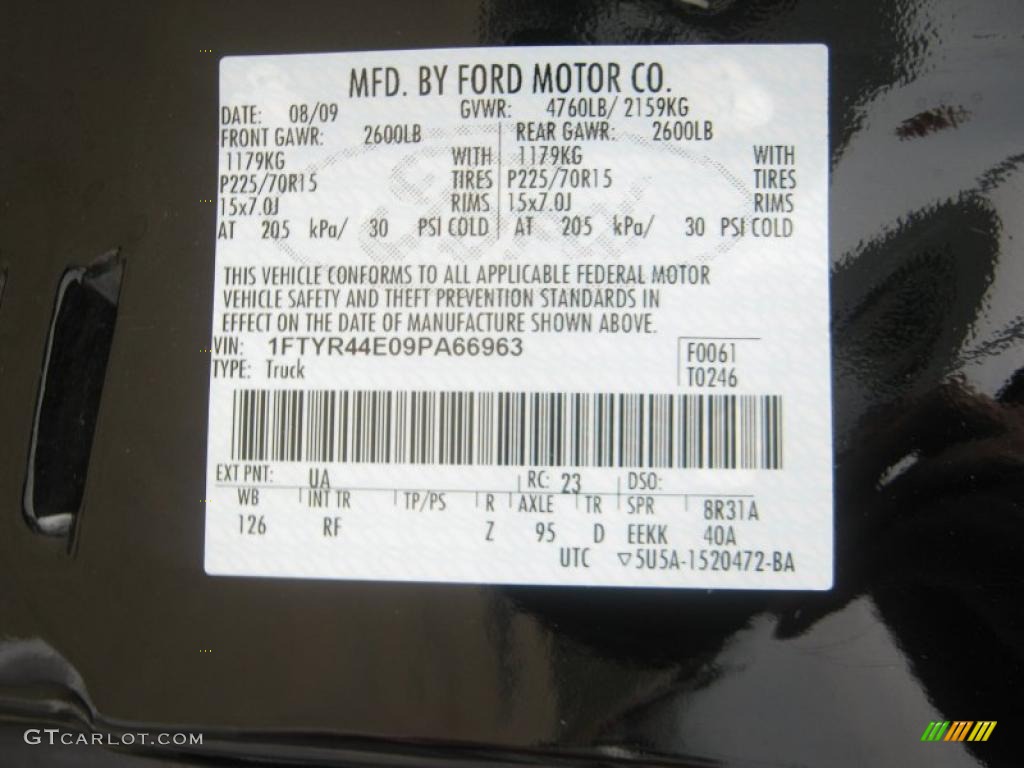 MFD. BY FORD MOTOR CO.
DATE: 08/09 GVWR: 4760LB/ 2159KG
FRONT GAWR: 2600LB REAR GAWR: 2600LB
1179KG WITH 1179KG WITH
P225/70R15 TIRES P225/70R15 TIRES
15x7.0J RIMS 15x7.0J RIMS
AT 205 kPa/ 30 PSI COLD AT 205 kPa/ 30 PSI COLD
THIS VEHICLE CONFORMS TO ALL APPLICABLE FEDERAL MOTOR
VEHICLE SAFETY AND THEFT PREVENTION STANDARDS IN
EFFECT ON THE DATE OF MANUFACTURE SHOWN ABOVE.
VIN: 1FTYR44E09PA66963
TYPE: Truck
F0061
T0246
EXT PNT: UA RC: 23 DSO:
WB INT TR TP/PS R AXLE TR SPR 8R31A
126 RF Z 95 D EEKK 40A
UTC ▽5U5A-1520472-BA
GTCARLOT.COM